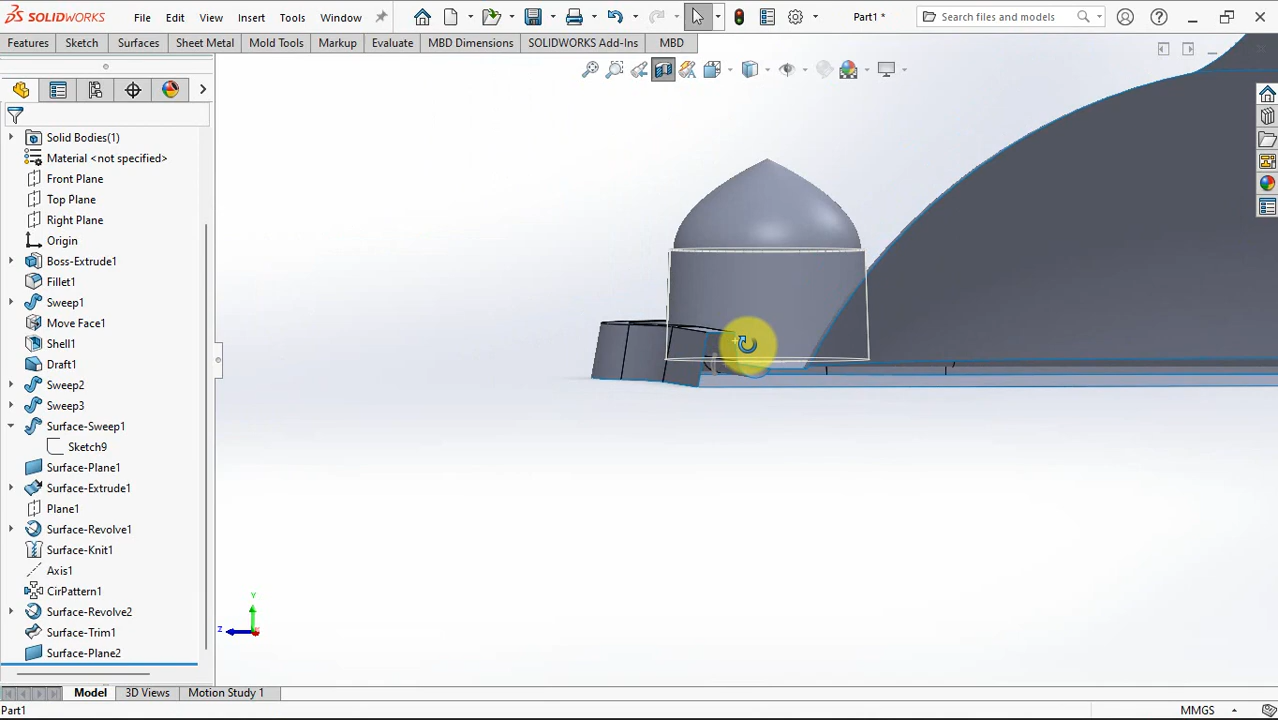 SOLIDWORKS File Edit View Insert Tools Window Part1 * Search files and models
Features Sketch Surfaces Sheet Metal Mold Tools Markup Evaluate MBD Dimensions SOLIDWORKS Add-Ins MBD
Solid Bodies(1)
Material <not specified>
Front Plane
Top Plane
Right Plane
Origin
Boss-Extrude1
Fillet1
Sweep1
Move Face1
Shell1
Draft1
Sweep2
Sweep3
Surface-Sweep1
Sketch9
Surface-Plane1
Surface-Extrude1
Plane1
Surface-Revolve1
Surface-Knit1
Axis1
CirPattern1
Surface-Revolve2
Surface-Trim1
Surface-Plane2
Y
Z
Model 3D Views Motion Study 1
Part1 MMGS